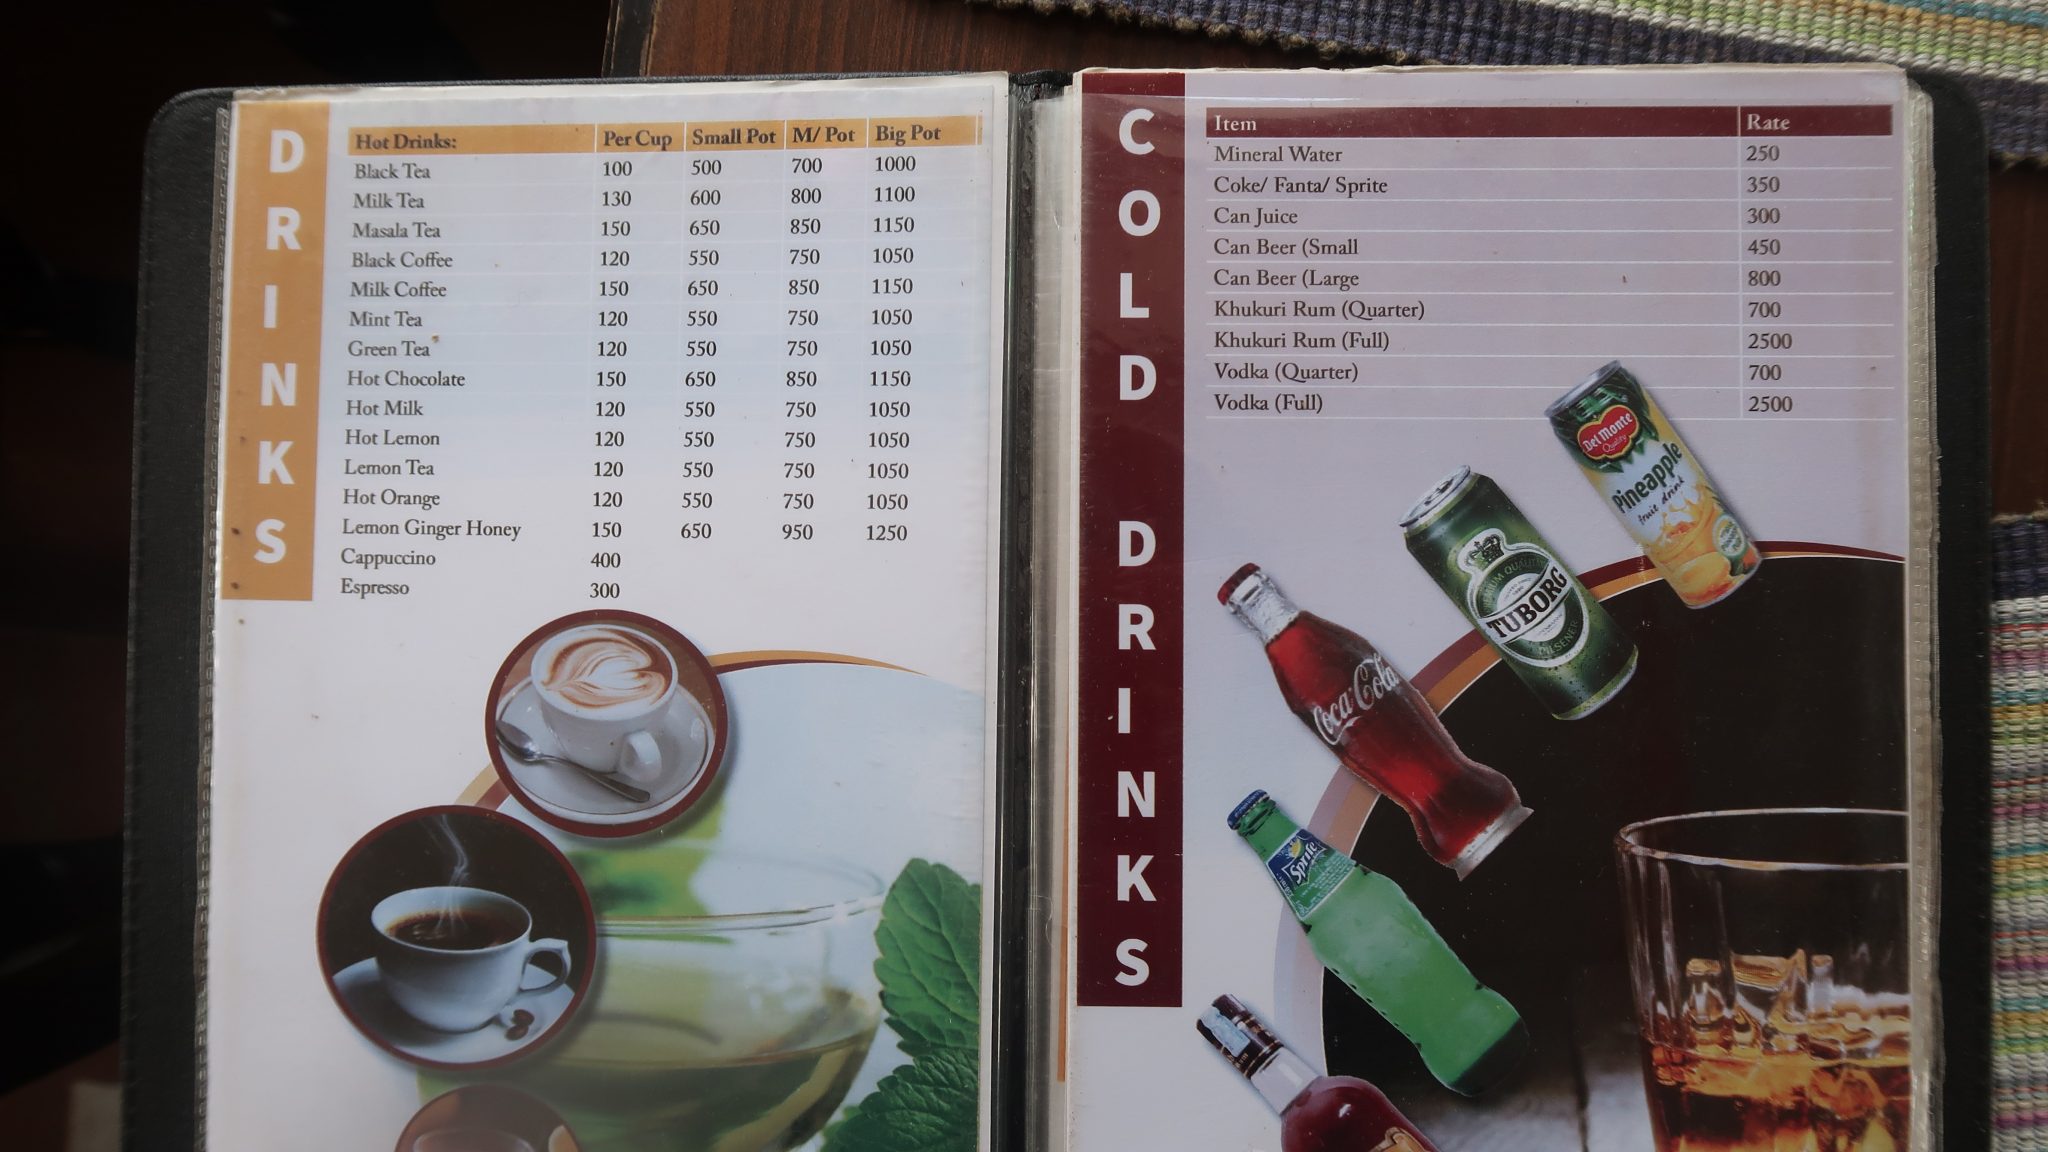 DRINKS
Hot Drinks: Per Cup Small Pot M/ Pot Big Pot
Black Tea 100 500 700 1000
Milk Tea 130 600 800 1100
Masala Tea 150 650 850 1150
Black Coffee 120 550 750 1050
Milk Coffee 150 650 850 1150
Mint Tea 120 550 750 1050
Green Tea 120 550 750 1050
Hot Chocolate 150 650 850 1150
Hot Milk 120 550 750 1050
Hot Lemon 120 550 750 1050
Lemon Tea 120 550 750 1050
Hot Orange 120 550 750 1050
Lemon Ginger Honey 150 650 950 1250
Cappuccino 400
Espresso 300
COLD DRINKS
Item Rate
Mineral Water 250
Coke/ Fanta/ Sprite 350
Can Juice 300
Can Beer (Small 450
Can Beer (Large 800
Khukuri Rum (Quarter) 700
Khukuri Rum (Full) 2500
Vodka (Quarter) 700
Vodka (Full) 2500
Del Monte
Quality
Pineapple
fruit drink
TUBORG
PILSENER
Coca-Cola
Sprite